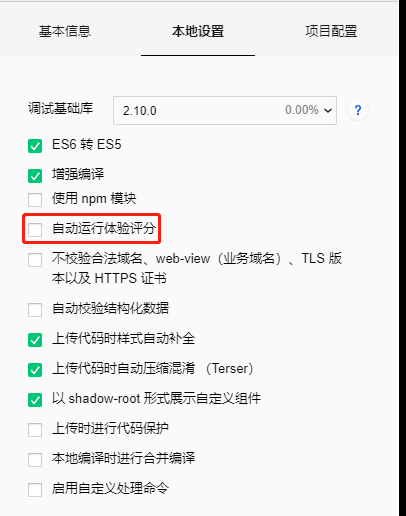 基本信息 本地设置 项目配置
调试基础库 2.10.0 0.00% ?
ES6 转 ES5
增强编译
使用 npm 模块
自动运行体验评分
不校验合法域名、web-view（业务域名）、TLS 版
本以及 HTTPS 证书
自动校验结构化数据
上传代码时样式自动补全
上传代码时自动压缩混淆 （Terser）
以 shadow-root 形式展示自定义组件
上传时进行代码保护
本地编译时进行合并编译
启用自定义处理命令